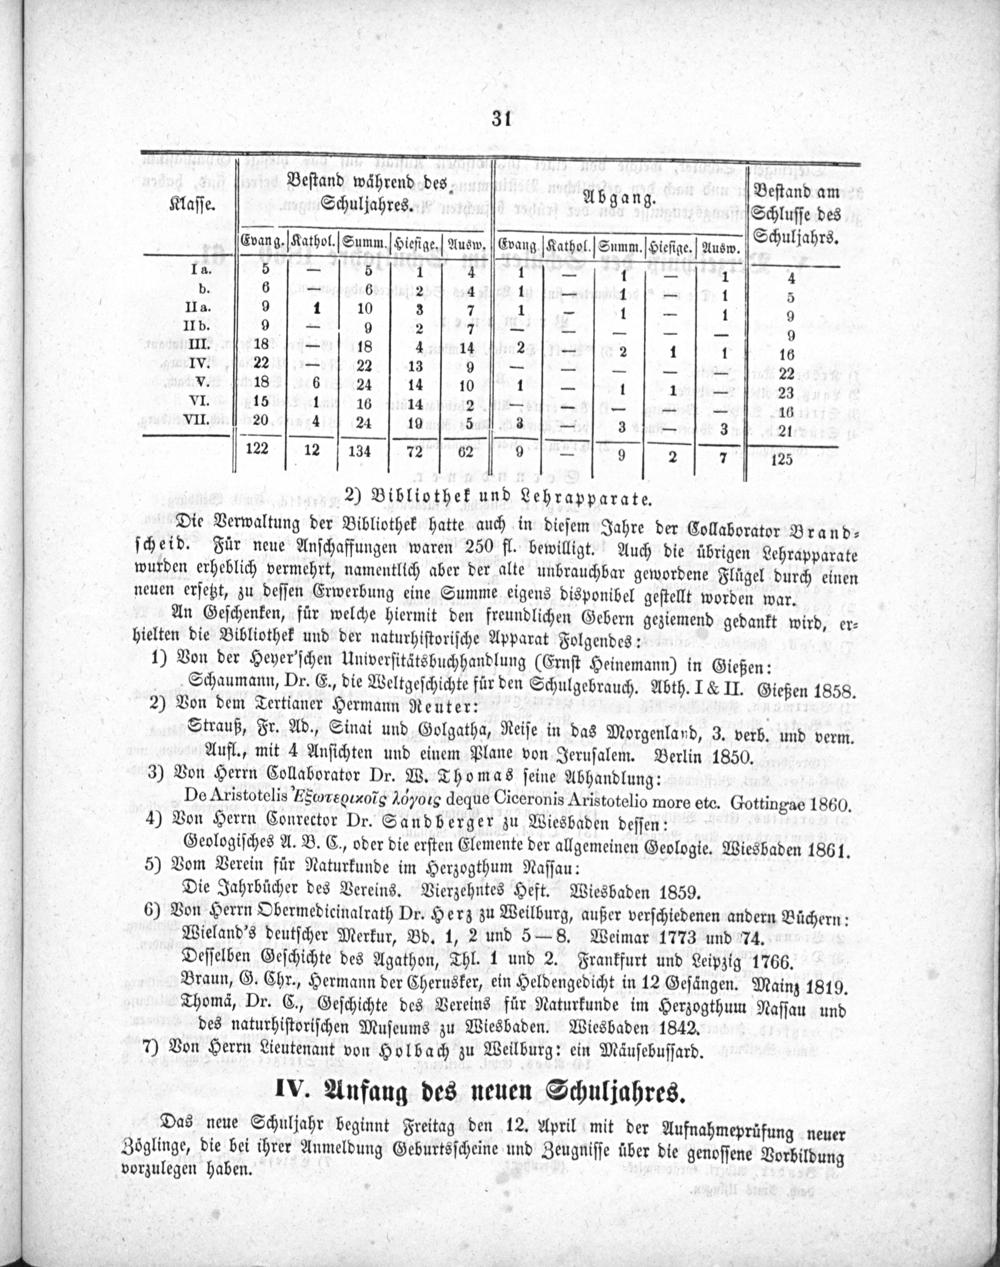 31
Klasse. Bestand während des Schuljahres. Abgang. Bestand am Schlusse des Schuljahrs.
Evang. Kathol. Summ. Hiesige. Ausw. Evang. Kathol. Summ. Hiesige. Ausw.
I a. 5 — 5 1 4 1 — 1 — 1 4
b. 6 — 6 2 4 1 — 1 — 1 5
II a. 9 1 10 3 7 1 — 1 — 1 9
II b. 9 — 9 2 7 — — — — — 9
III. 18 — 18 4 14 2 — 2 1 1 16
IV. 22 — 22 13 9 — — — — — 22
V. 18 6 24 14 10 1 — 1 1 — 23
VI. 15 1 16 14 2 — — — — — 16
VII. 20 4 24 19 5 3 — 3 — 3 21
122 12 134 72 62 9 — 9 2 7 125
2) Bibliothek und Lehrapparate.
Die Verwaltung der Bibliothek hatte auch in diesem Jahre der Collaborator Brand-
scheid. Für neue Anschaffungen waren 250 fl. bewilligt. Auch die übrigen Lehrapparate
wurden erheblich vermehrt, namentlich aber der alte unbrauchbar gewordene Flügel durch einen
neuen ersetzt, zu dessen Erwerbung eine Summe eigens disponibel gestellt worden war.
An Geschenken, für welche hiermit den freundlichen Gebern geziemend gedankt wird, er-
hielten die Bibliothek und der naturhistorische Apparat Folgendes:
1) Von der Heyer'schen Universitätsbuchhandlung (Ernst Heinemann) in Gießen:
Schaumann, Dr. E., die Weltgeschichte für den Schulgebrauch. Abth. I & II. Gießen 1858.
2) Von dem Tertianer Hermann Reuter:
Strauß, Fr. Ad., Sinai und Golgatha, Reise in das Morgenland, 3. verb. und verm.
Aufl., mit 4 Ansichten und einem Plane von Jerusalem. Berlin 1850.
3) Von Herrn Collaborator Dr. W. Thomas seine Abhandlung:
De Aristotelis Ἐξωτερικοῖς λόγοις deque Ciceronis Aristotelio more etc. Gottingae 1860.
4) Von Herrn Conrector Dr. Sandberger zu Wiesbaden dessen:
Geologisches A. B. C., oder die ersten Elemente der allgemeinen Geologie. Wiesbaden 1861.
5) Vom Verein für Naturkunde im Herzogthum Nassau:
Die Jahrbücher des Vereins. Vierzehntes Heft. Wiesbaden 1859.
6) Von Herrn Obermedicinalrath Dr. Herz zu Weilburg, außer verschiedenen andern Büchern:
Wieland's deutscher Merkur, Bd. 1, 2 und 5—8. Weimar 1773 und 74.
Desselben Geschichte des Agathon, Thl. 1 und 2. Frankfurt und Leipzig 1766.
Braun, G. Chr., Hermann der Cherusker, ein Heldengedicht in 12 Gesängen. Mainz 1819.
Thomä, Dr. C., Geschichte des Vereins für Naturkunde im Herzogthum Nassau und
des naturhistorischen Museums zu Wiesbaden. Wiesbaden 1842.
7) Von Herrn Lieutenant von Holbach zu Weilburg: ein Mäusebussard.
IV. Anfang des neuen Schuljahres.
Das neue Schuljahr beginnt Freitag den 12. April mit der Aufnahmeprüfung neuer
Zöglinge, die bei ihrer Anmeldung Geburtsscheine und Zeugnisse über die genossene Vorbildung
vorzulegen haben.